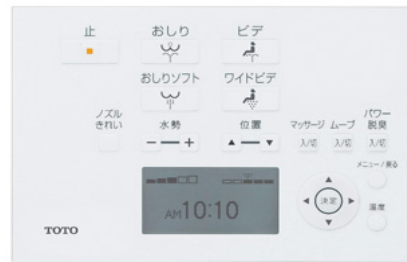 止 おしり ビデ
おしりソフト ワイドビデ
ノズル
きれい
水勢 位置
マッサージ ムーブ
パワー
脱臭
入/切 入/切 入/切
− + ▲ ▼
メニュー/戻る
AM10:10
決定
温度
TOTO